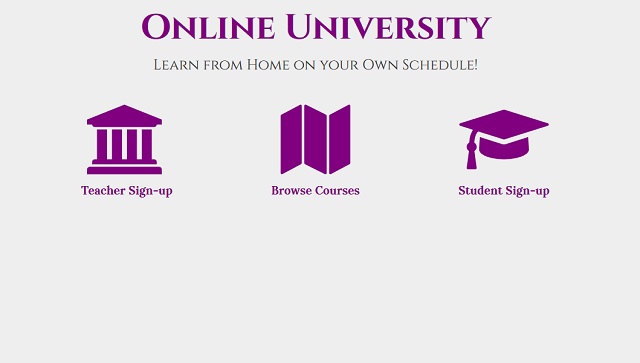 Online University
Learn from Home on your Own Schedule!
Teacher Sign-up
Browse Courses
Student Sign-up